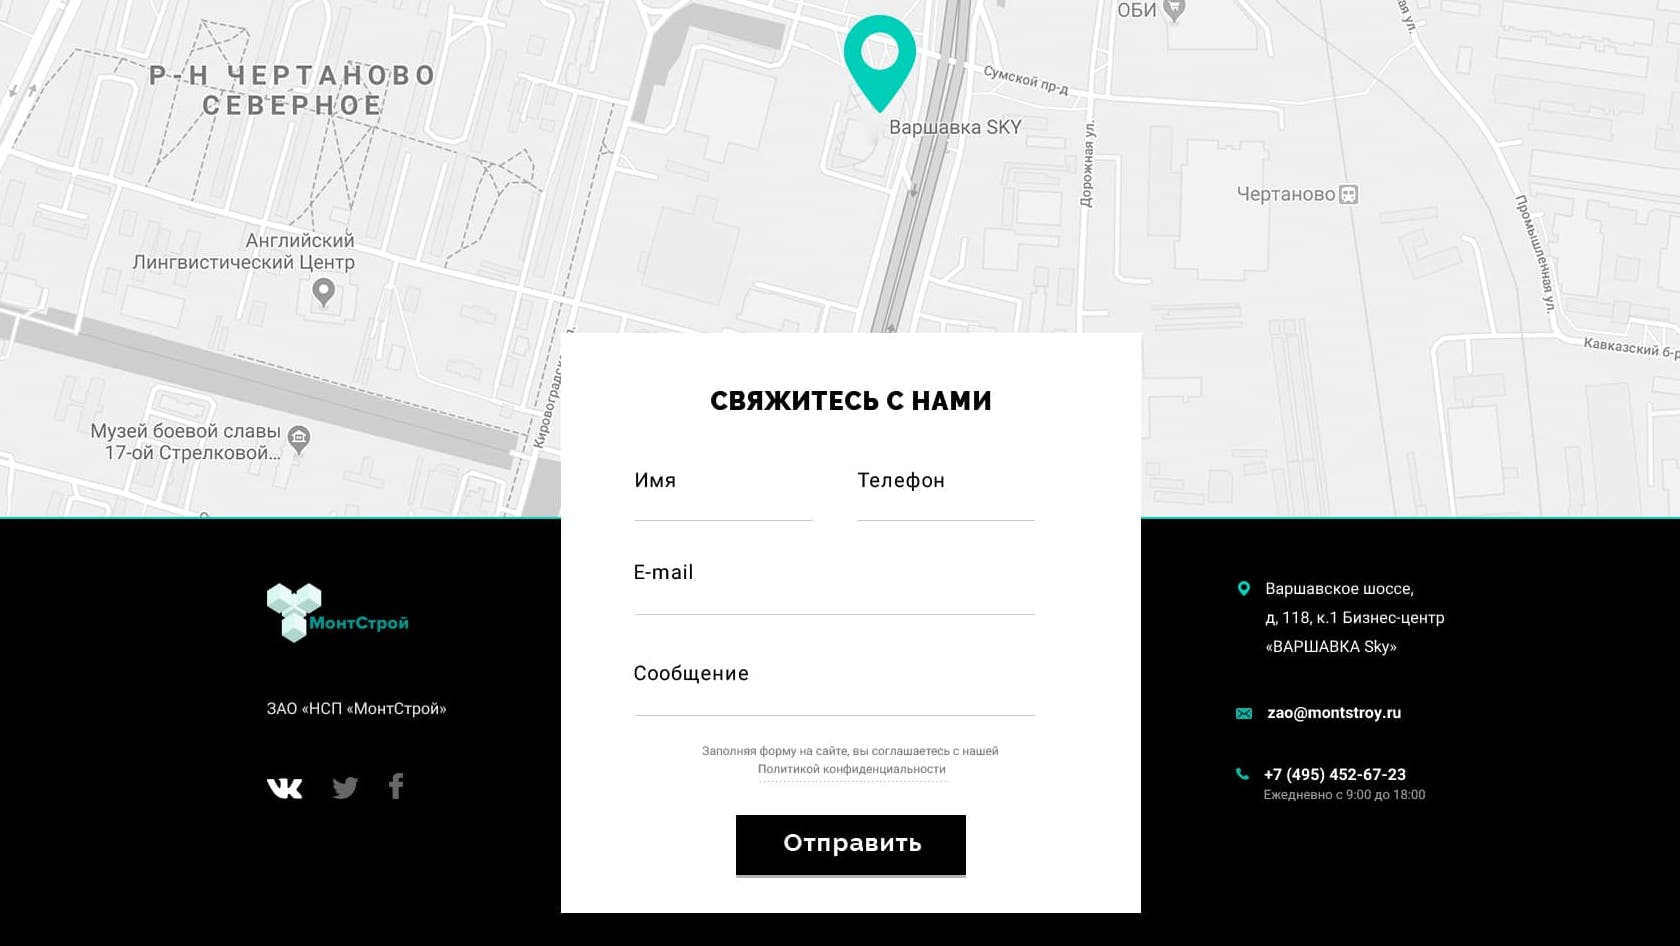 ОБИ
Р-Н ЧЕРТАНОВО
СЕВЕРНОЕ
Сумской пр-д
Варшавка SKY
Дорожная ул.
Чертаново
Промышленная ул.
Английский
Лингвистический Центр
Кавказский б-р
Кировоградская
Музей боевой славы
17-ой Стрелковой...
СВЯЖИТЕСЬ С НАМИ
Имя
Телефон
E-mail
Сообщение
Заполняя форму на сайте, вы соглашаетесь с нашей
Политикой конфиденциальности
Отправить
МонтСтрой
ЗАО «НСП «МонтСтрой»
Варшавское шоссе,
д, 118, к.1 Бизнес-центр
«ВАРШАВКА Sky»
zao@montstroy.ru
+7 (495) 452-67-23
Ежедневно с 9:00 до 18:00